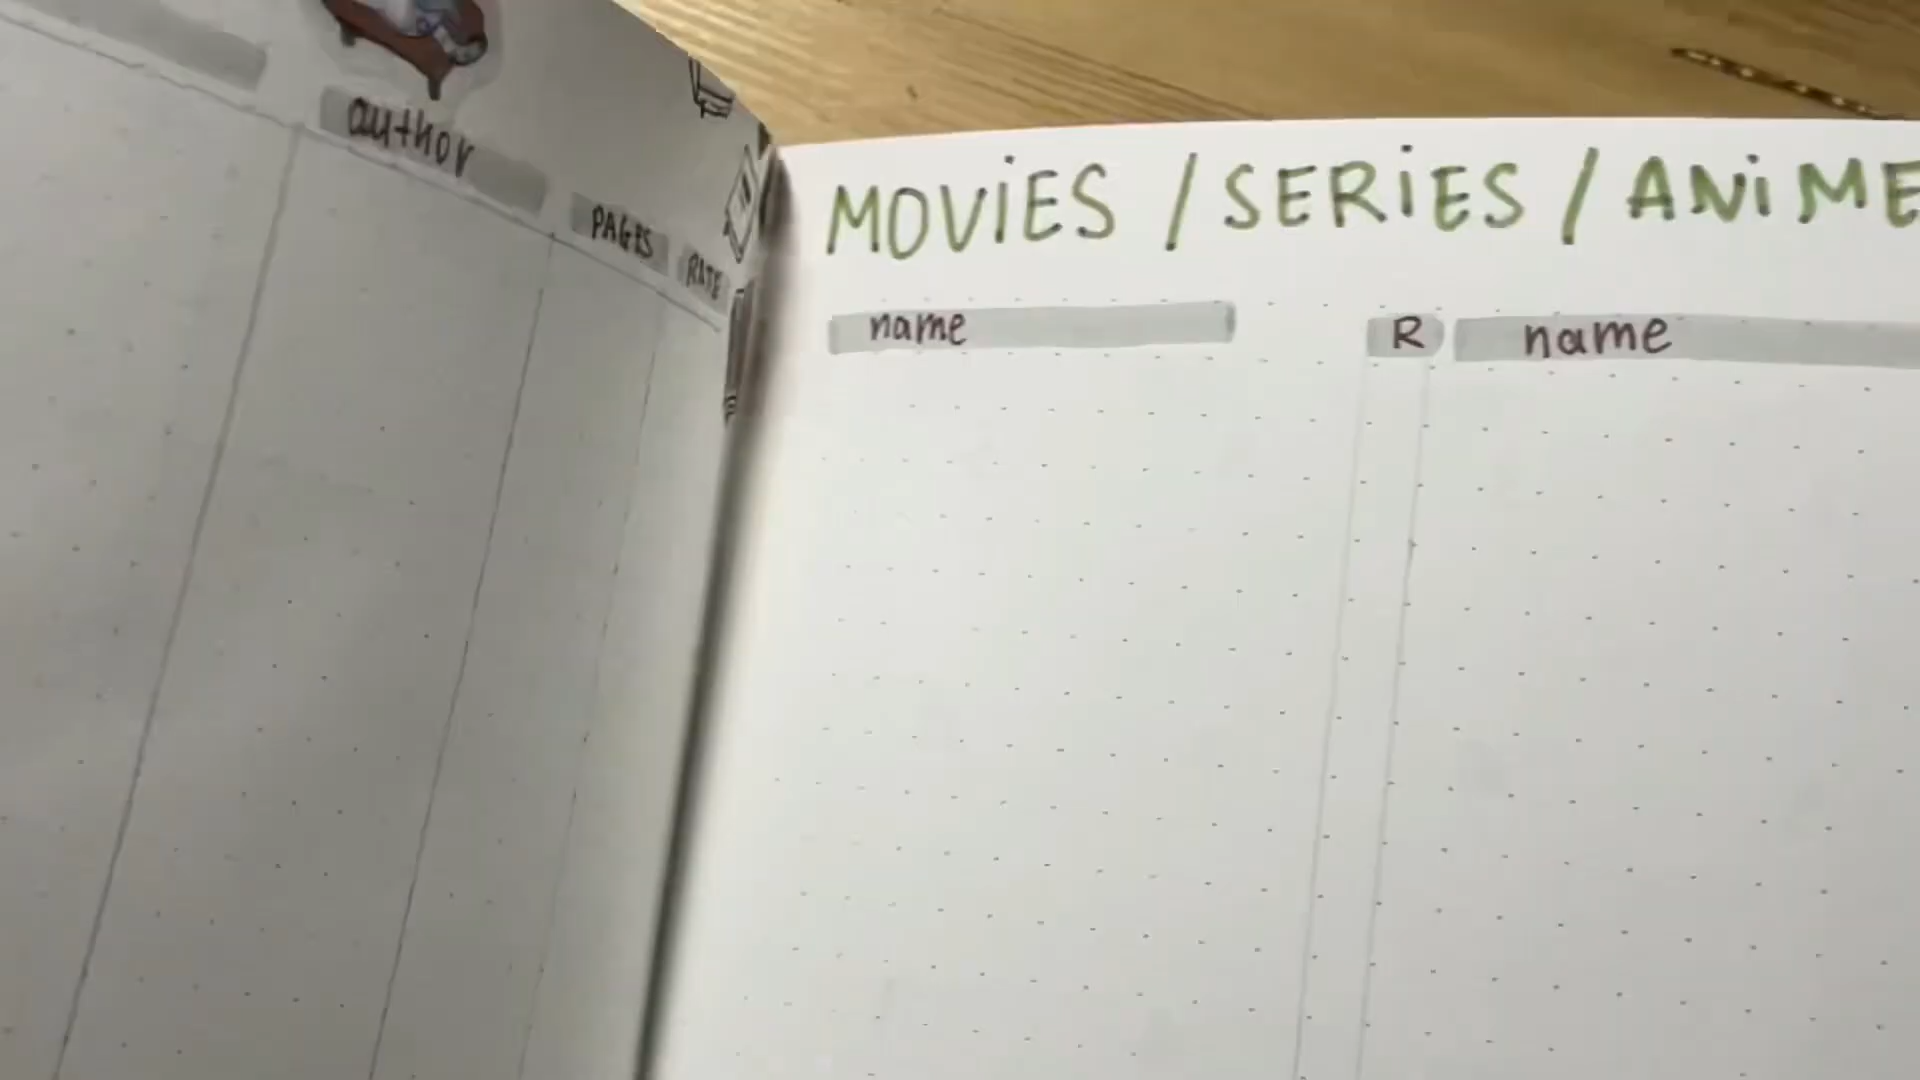 author
PAGES
RATE
MOViES / SERiES / ANiME
name R name